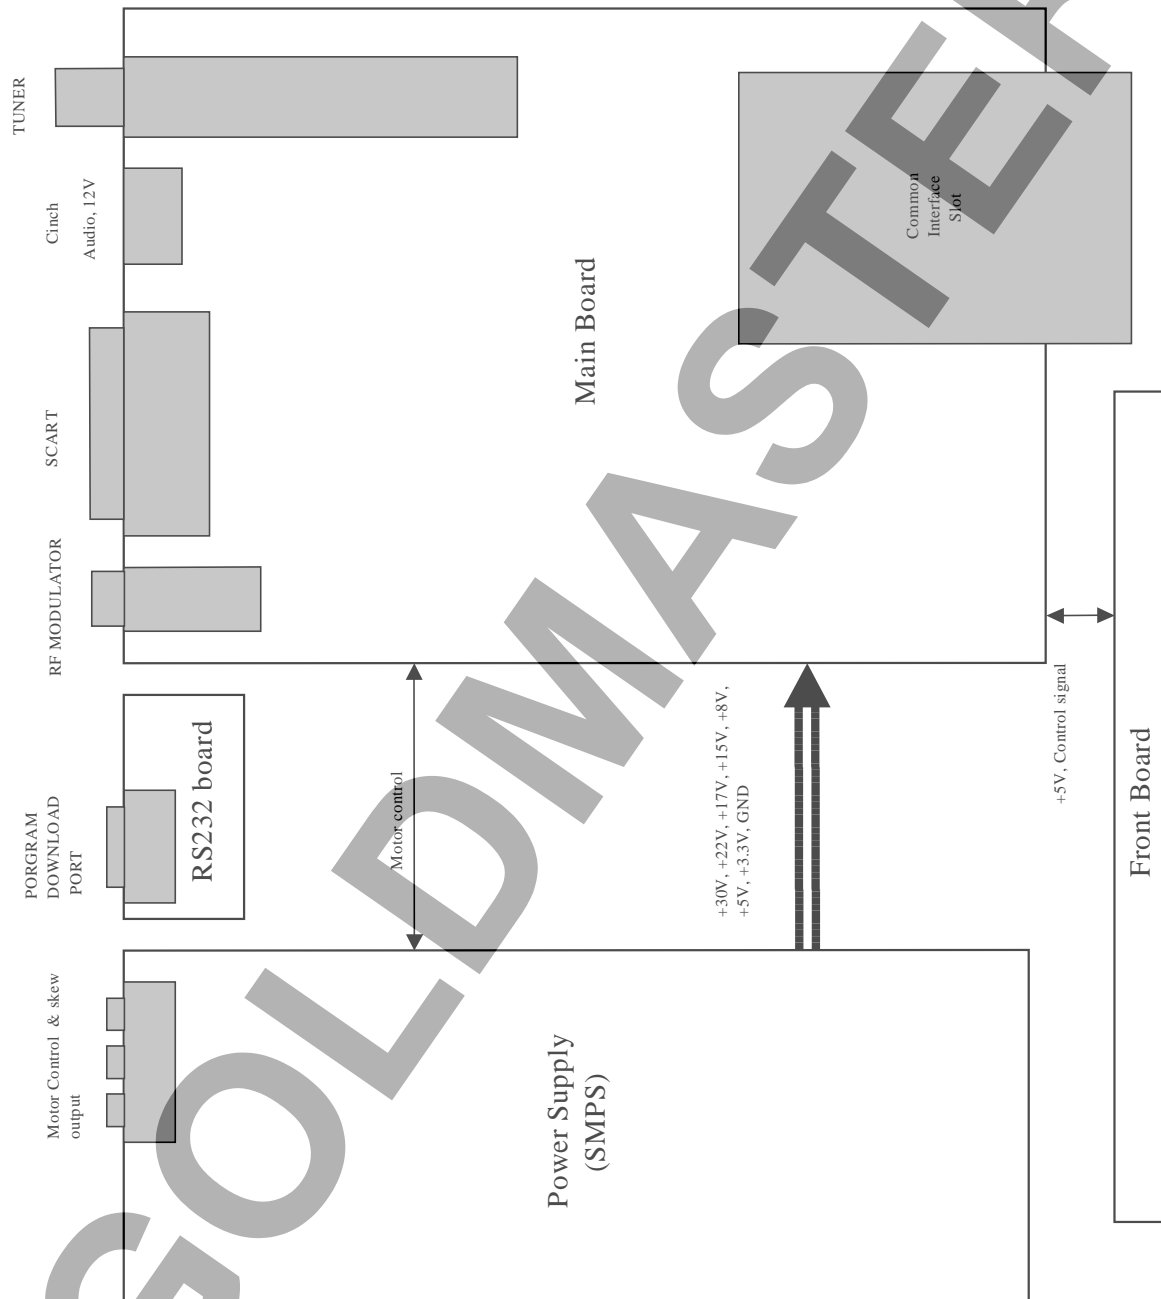 TUNER
Cinch
Audio, 12V
SCART
RF MODULATOR
PORGRAM
DOWNLOAD
PORT
Motor Control & skew
output
RS232 board
Main Board
Common
Interface
Slot
Motor control
+30V, +22V, +17V, +15V, +8V,
+5V, +3.3V, GND
+5V, Control signal
Front Board
Power Supply
(SMPS)
GOLDMASTER